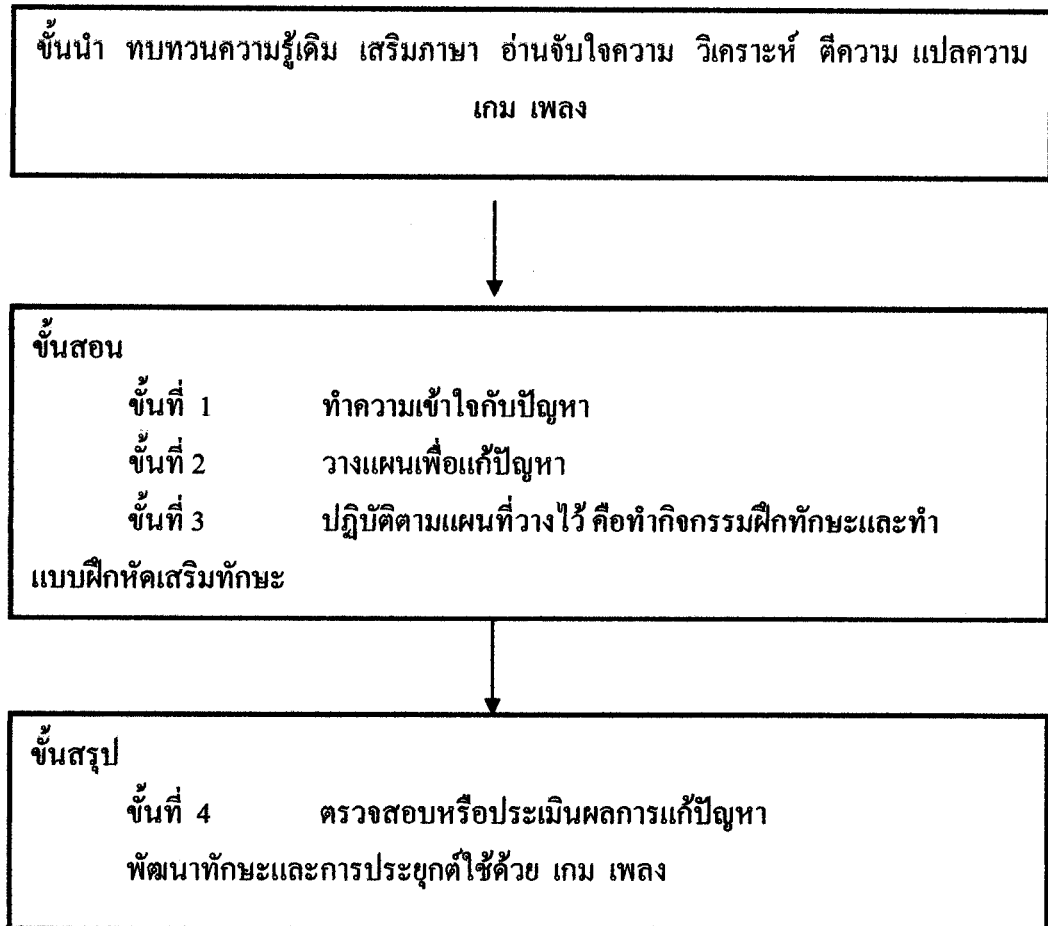 ขั้นนำ ทบทวนความรู้เดิม เสริมภาษา อ่านจับใจความ วิเคราะห์ ตีความ แปลความ
เกม เพลง
ขั้นสอน
ขั้นที่ 1 ทำความเข้าใจกับปัญหา
ขั้นที่ 2 วางแผนเพื่อแก้ปัญหา
ขั้นที่ 3 ปฏิบัติตามแผนที่วางไว้ คือทำกิจกรรมฝึกทักษะและทำ
แบบฝึกหัดเสริมทักษะ
ขั้นสรุป
ขั้นที่ 4 ตรวจสอบหรือประเมินผลการแก้ปัญหา
พัฒนาทักษะและการประยุกต์ใช้ด้วย เกม เพลง